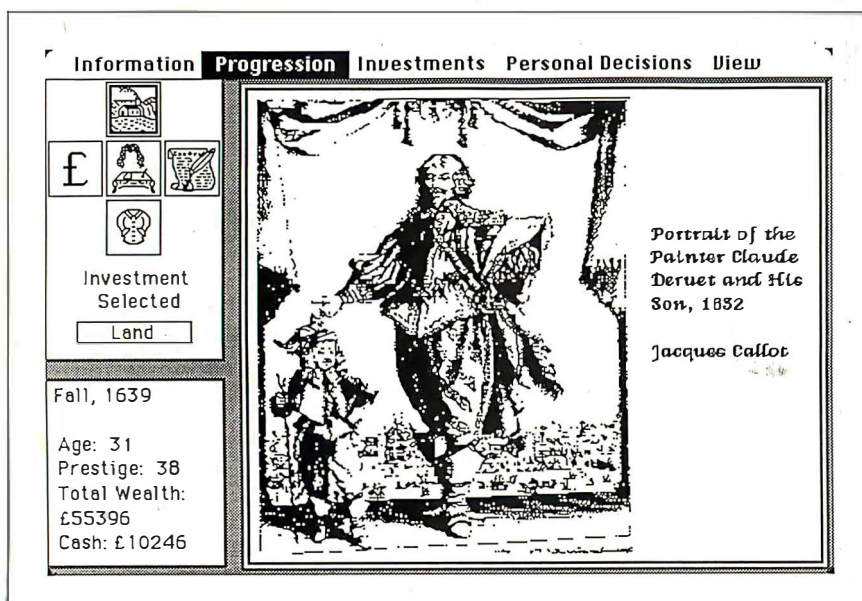 Information Progression Investments Personal Decisions View
£
Investment
Selected
Land
Fall, 1639
Age: 31
Prestige: 38
Total Wealth:
£55396
Cash: £10246
Portrait of the
Painter Claude
Deruet and His
Son, 1632
Jacques Callot